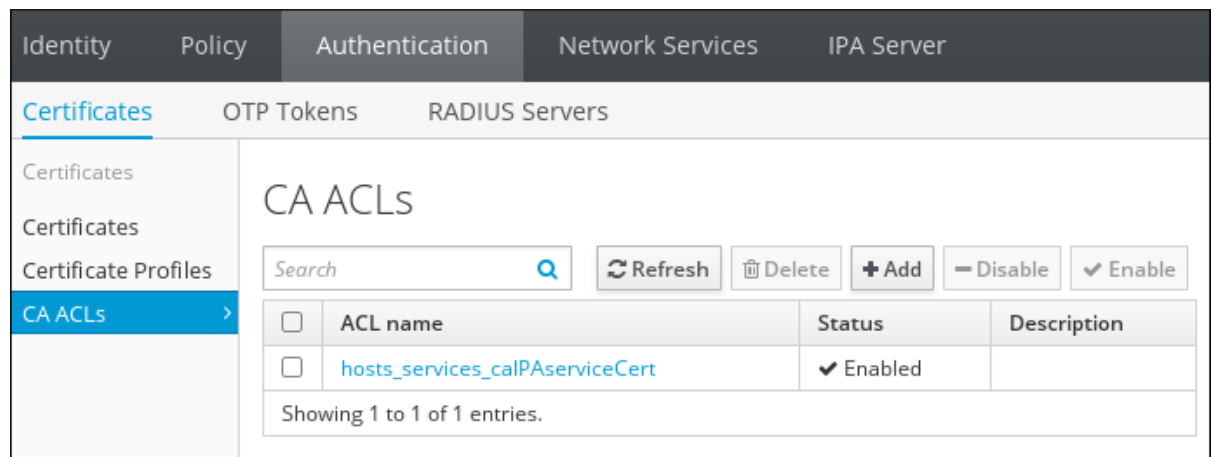 Identity Policy Authentication Network Services IPA Server
Certificates OTP Tokens RADIUS Servers
Certificates
Certificates
Certificate Profiles
CA ACLs
CA ACLs
Search Refresh Delete Add Disable Enable
ACL name Status Description
hosts_services_caIPAserviceCert Enabled
Showing 1 to 1 of 1 entries.